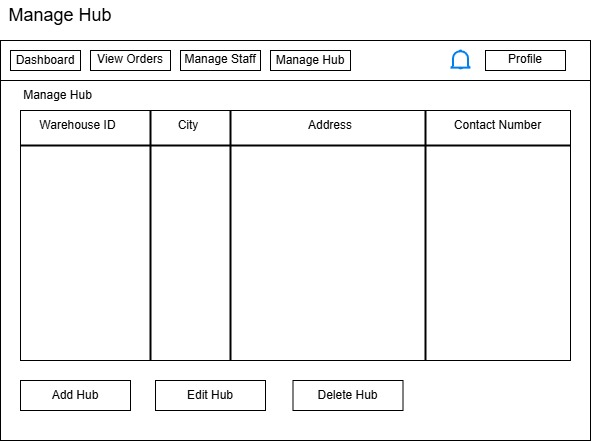 Manage Hub
Dashboard View Orders Manage Staff Manage Hub Profile
Manage Hub
Warehouse ID City Address Contact Number
Add Hub Edit Hub Delete Hub